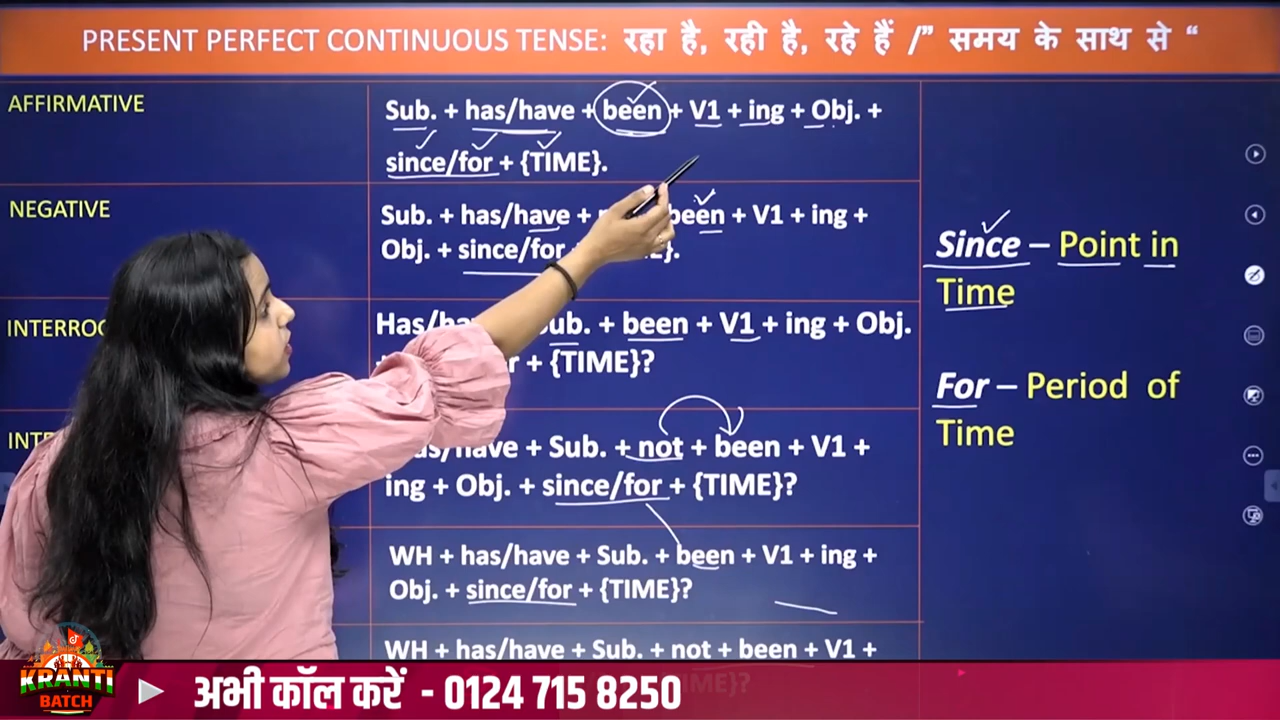 PRESENT PERFECT CONTINUOUS TENSE: रहा है, रही है, रहे हैं /” समय के साथ से “
AFFIRMATIVE
Sub. + has/have + been + V1 + ing + Obj. +
since/for + {TIME}.
NEGATIVE
Sub. + has/have + been + V1 + ing +
Obj. + since/for
Has/ Sub. + been + V1 + ing + Obj.
+ {TIME}?
has/have + Sub. + not + been + V1 +
ing + Obj. + since/for + {TIME}?
WH + has/have + Sub. + been + V1 + ing +
Obj. + since/for + {TIME}?
WH + has/have + Sub. + not + been + V1 +
Since – Point in
Time
For – Period of
Time
KRANTI
BATCH
अभी कॉल करें - 0124 715 8250